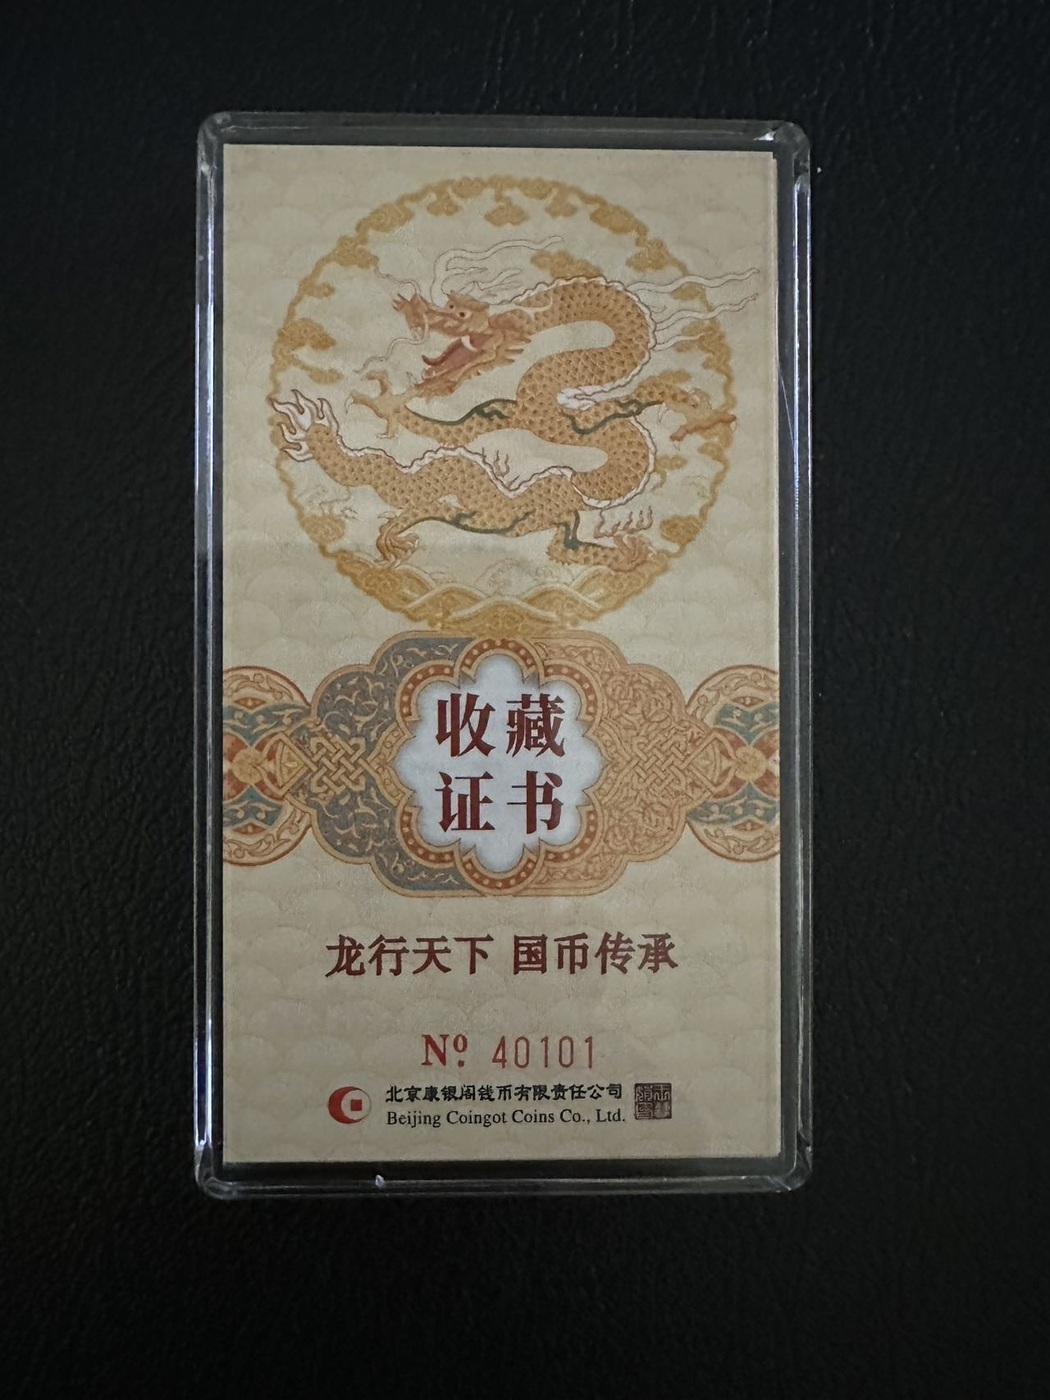 收藏
证书
龙行天下 国币传承
Nº 40101
北京康银阁钱币有限责任公司
Beijing Coingot Coins Co., Ltd.